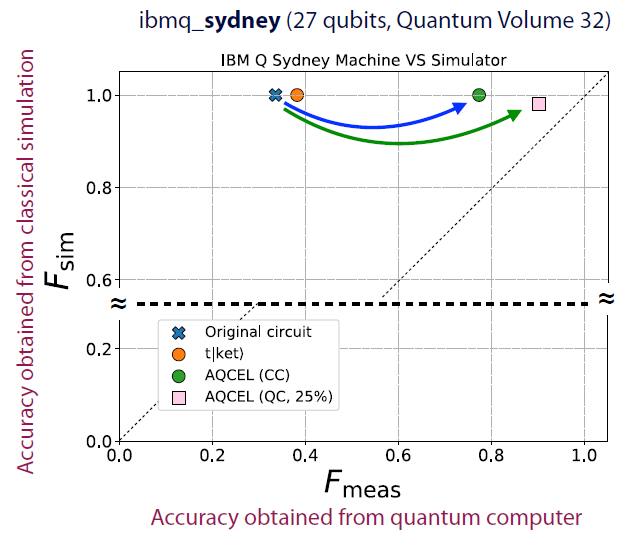 ibmq_sydney (27 qubits, Quantum Volume 32)
IBM Q Sydney Machine VS Simulator
Accuracy obtained from classical simulation
F_sim
1.0
0.8
0.6
≈ ≈
0.2
0.0
Original circuit
t|ket⟩
AQCEL (CC)
AQCEL (QC, 25%)
0.0 0.2 0.4 0.6 0.8 1.0
F_meas
Accuracy obtained from quantum computer